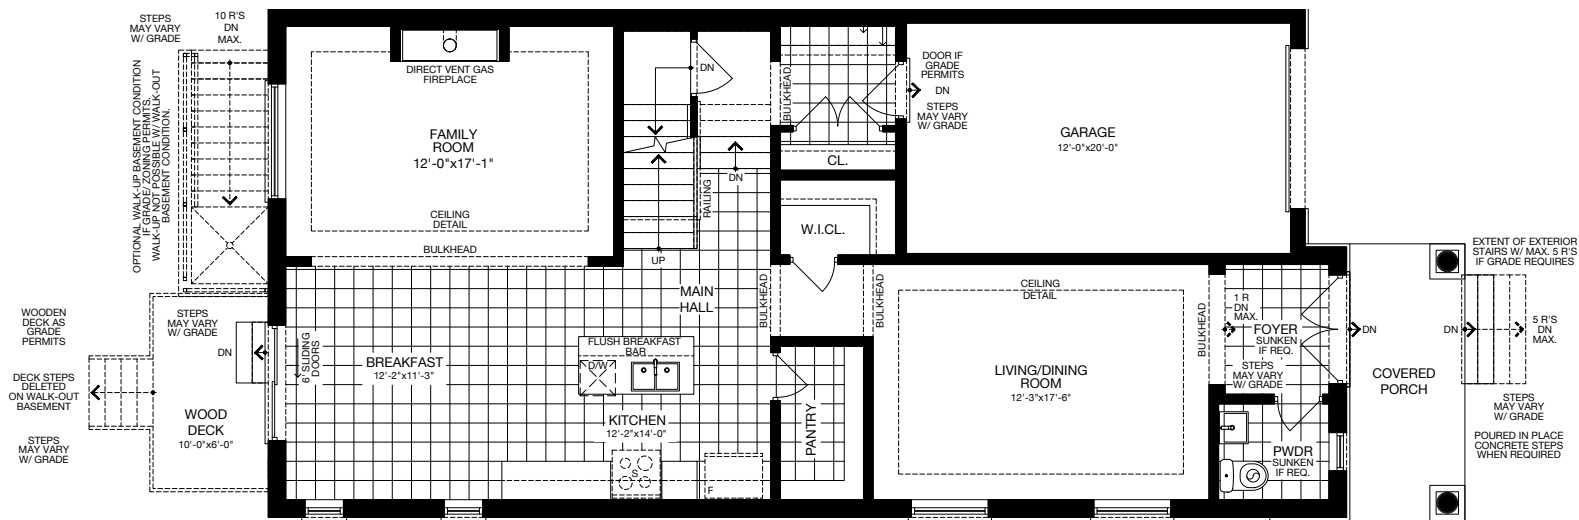 STEPS
MAY VARY
W/ GRADE
10 R'S
DN
MAX.
OPTIONAL WALK-UP BASEMENT CONDITION
IF GRADE/ ZONING PERMITS.
WALK-UP NOT POSSIBLE W/ WALK-OUT
BASEMENT CONDITION.
DIRECT VENT GAS
FIREPLACE
FAMILY
ROOM
12'-0"x17'-1"
CEILING
DETAIL
BULKHEAD
DN
DN
RAILING
UP
BULKHEAD
CL.
DOOR IF
GRADE
PERMITS
DN
STEPS
MAY VARY
W/ GRADE
GARAGE
12'-0"x20'-0"
W.I.CL.
MAIN
HALL
BULKHEAD
BULKHEAD
WOODEN
DECK AS
GRADE
PERMITS
DECK STEPS
DELETED
ON WALK-OUT
BASEMENT
STEPS
MAY VARY
W/ GRADE
STEPS
MAY VARY
W/ GRADE
DN
WOOD
DECK
10'-0"x6'-0"
6' SLIDING
DOORS
BREAKFAST
12'-2"x11'-3"
FLUSH BREAKFAST
BAR
D/W
KITCHEN
12'-2"x14'-0"
S
F
PANTRY
CEILING
DETAIL
LIVING/DINING
ROOM
12'-3"x17'-6"
BULKHEAD
1 R
DN
MAX.
FOYER
SUNKEN
IF REQ.
STEPS
MAY VARY
W/ GRADE
PWDR
SUNKEN
IF REQ.
DN
COVERED
PORCH
DN
EXTENT OF EXTERIOR
STAIRS W/ MAX. 5 R'S
IF GRADE REQUIRES
5 R'S
DN
MAX.
STEPS
MAY VARY
W/ GRADE
POURED IN PLACE
CONCRETE STEPS
WHEN REQUIRED